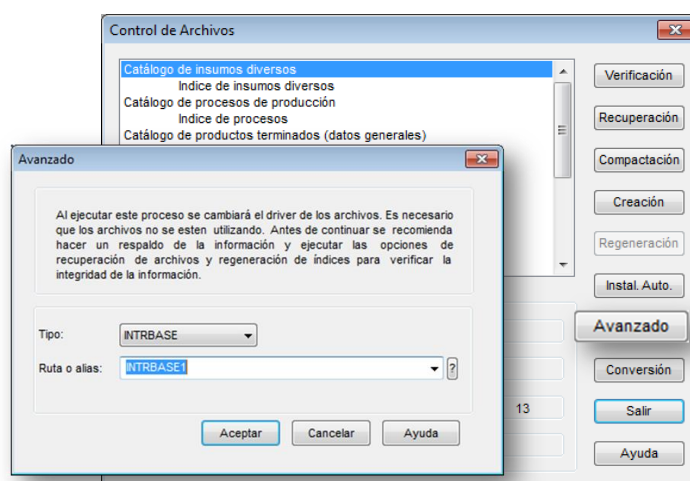 Control de Archivos
Catálogo de insumos diversos
Indice de insumos diversos
Catálogo de procesos de producción
Indice de procesos
Catálogo de productos terminados (datos generales)
Verificación
Recuperación
Compactación
Creación
Regeneración
Instal. Auto.
Avanzado
Conversión
Salir
Ayuda
13
Avanzado
Al ejecutar este proceso se cambiará el driver de los archivos. Es necesario
que los archivos no se esten utilizando. Antes de continuar se recomienda
hacer un respaldo de la información y ejecutar las opciones de
recuperación de archivos y regeneración de índices para verificar la
integridad de la información.
Tipo: INTRBASE
Ruta o alias: INTRBASE1 ?
Aceptar Cancelar Ayuda